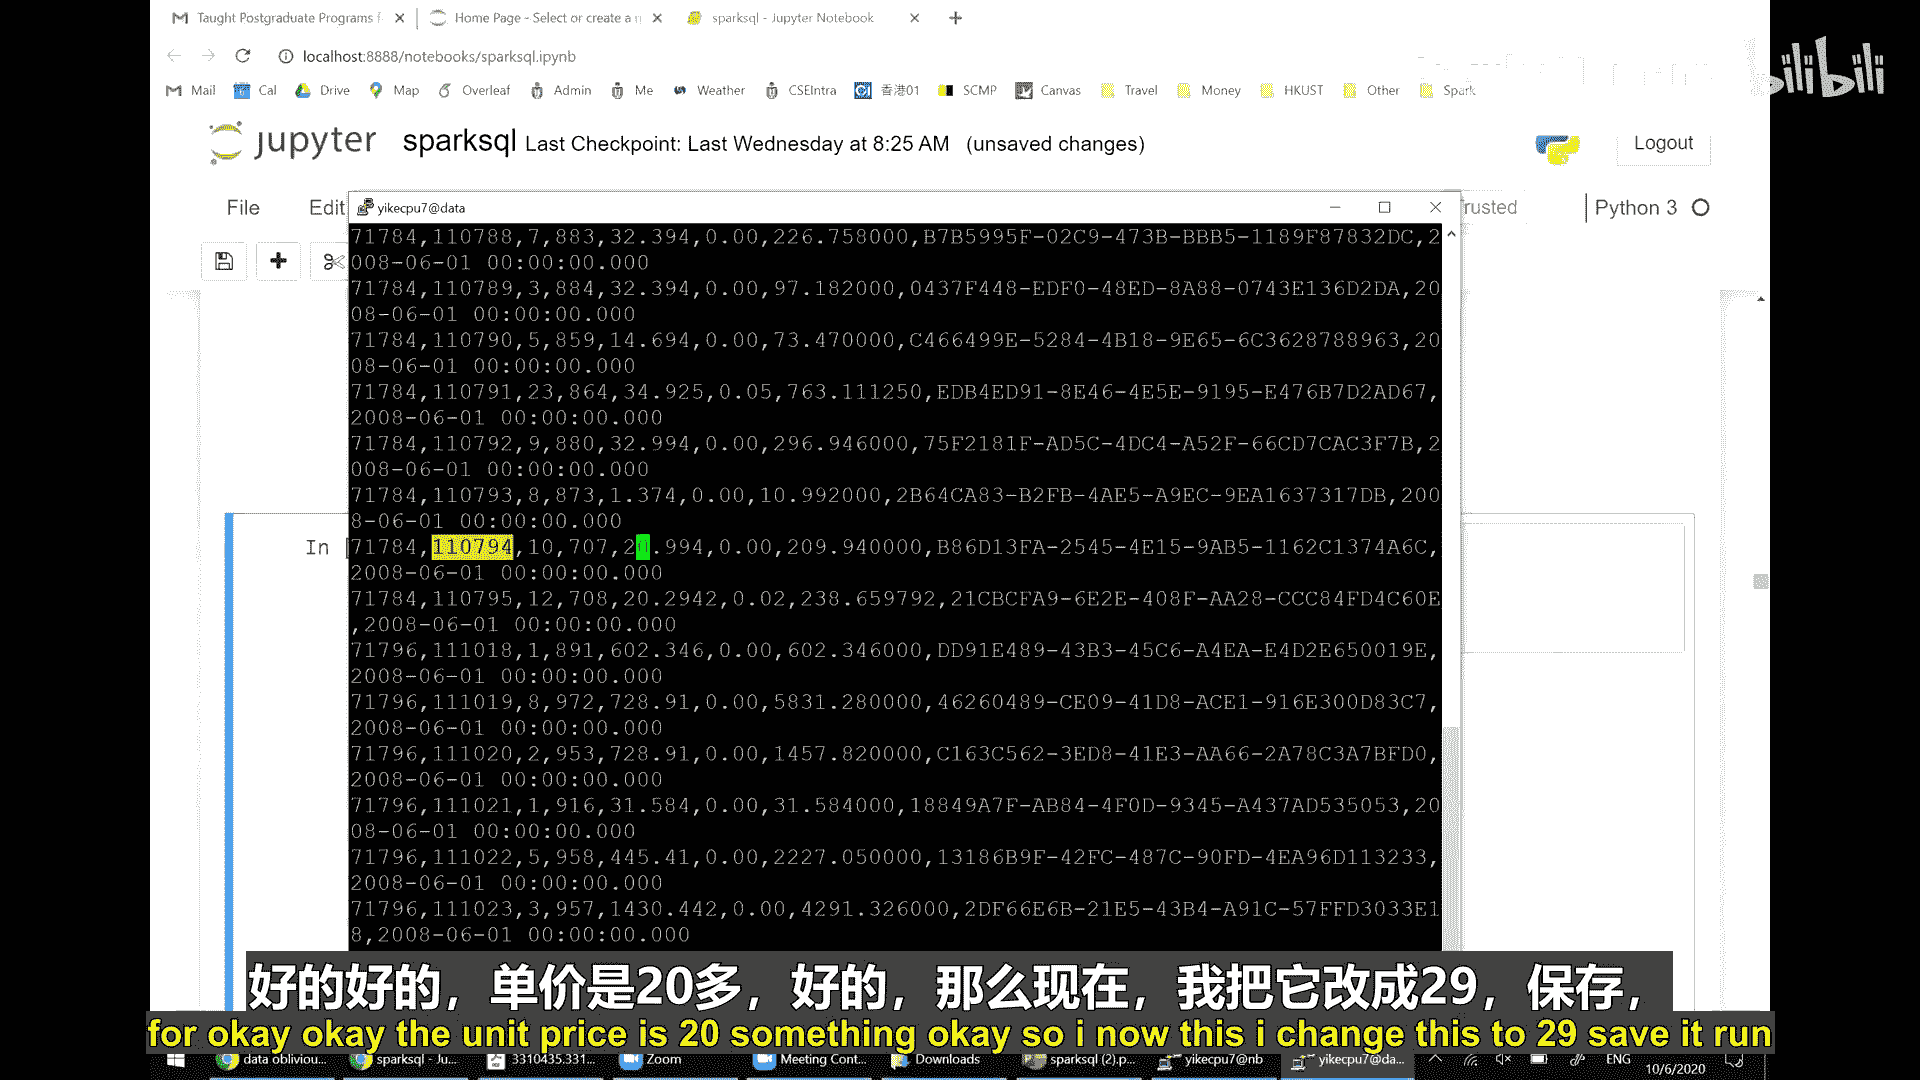 Taught Postgraduate Programs f
Home Page - Select or create a n
sparksql - Jupyter Notebook
localhost:8888/notebooks/sparksql.ipynb
bilibili
Mail Cal Drive Map Overleaf Admin Me Weather CSEIntra 香港01 SCMP Canvas Travel Money HKUST Other Spark
jupyter sparksql Last Checkpoint: Last Wednesday at 8:25 AM (unsaved changes)
Logout
File Edit
rusted
Python 3
yikecpu7@data
71784,110788,7,883,32.394,0.00,226.758000,B7B5995F-02C9-473B-BBB5-1189F87832DC,2
008-06-01 00:00:00.000
71784,110789,3,884,32.394,0.00,97.182000,0437F448-EDF0-48ED-8A88-0743E136D2DA,20
08-06-01 00:00:00.000
71784,110790,5,859,14.694,0.00,73.470000,C466499E-5284-4B18-9E65-6C3628788963,20
08-06-01 00:00:00.000
71784,110791,23,864,34.925,0.05,763.111250,EDB4ED91-8E46-4E5E-9195-E476B7D2AD67,
2008-06-01 00:00:00.000
71784,110792,9,880,32.994,0.00,296.946000,75F2181F-AD5C-4DC4-A52F-66CD7CAC3F7B,2
008-06-01 00:00:00.000
71784,110793,8,873,1.374,0.00,10.992000,2B64CA83-B2FB-4AE5-A9EC-9EA1637317DB,200
8-06-01 00:00:00.000
In [
71784,110794,10,707,20.994,0.00,209.940000,B86D13FA-2545-4E15-9AB5-1162C1374A6C,
2008-06-01 00:00:00.000
71784,110795,12,708,20.2942,0.02,238.659792,21CBCFA9-6E2E-408F-AA28-CCC84FD4C60E
,2008-06-01 00:00:00.000
71796,111018,1,891,602.346,0.00,602.346000,DD91E489-43B3-45C6-A4EA-E4D2E650019E,
2008-06-01 00:00:00.000
71796,111019,8,972,728.91,0.00,5831.280000,46260489-CE09-41D8-ACE1-916E300D83C7,
2008-06-01 00:00:00.000
71796,111020,2,953,728.91,0.00,1457.820000,C163C562-3ED8-41E3-AA66-2A78C3A7BFD0,
2008-06-01 00:00:00.000
71796,111021,1,916,31.584,0.00,31.584000,18849A7F-AB84-4F0D-9345-A437AD535053,20
08-06-01 00:00:00.000
71796,111022,5,958,445.41,0.00,2227.050000,13186B9F-42FC-487C-90FD-4EA96D113233,
2008-06-01 00:00:00.000
71796,111023,3,957,1430.442,0.00,4291.326000,2DF66E6B-21E5-43B4-A91C-57FFD3033E1
8,2008-06-01 00:00:00.000
好的好的，单价是20多，好的，那么现在，我把它改成29，保存，
for okay okay the unit price is 20 something okay so i now this i change this to 29 save it run
data obliviou... sparksql - Ju... 3310435.331... Zoom Meeting Cont... Downloads sparksql (2).p... yikecpu7@nb yikecpu7@da... ENG
10/6/2020